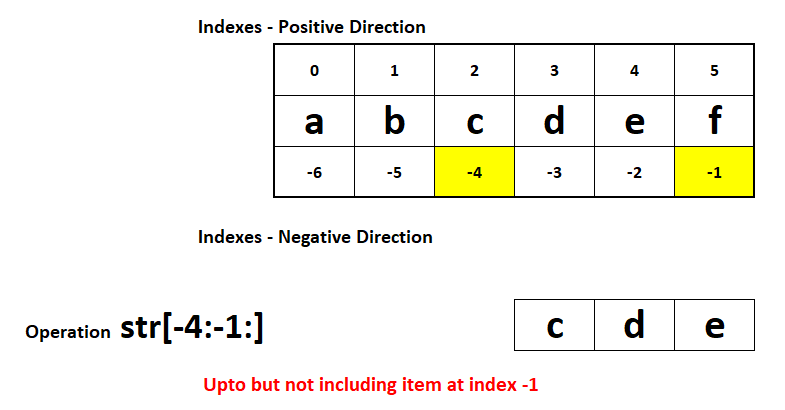 Indexes - Positive Direction
0 1 2 3 4 5
a b c d e f
-6 -5 -4 -3 -2 -1
Indexes - Negative Direction
Operation str[-4:-1:] c d e
Upto but not including item at index -1